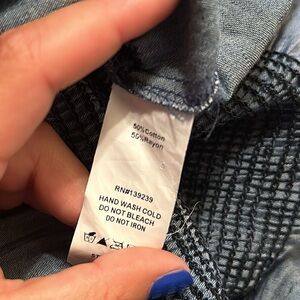 50%Cotton
50%Rayon
S
RN#139239
HAND WASH COLD
DO NOT BLEACH
DO NOT IRON